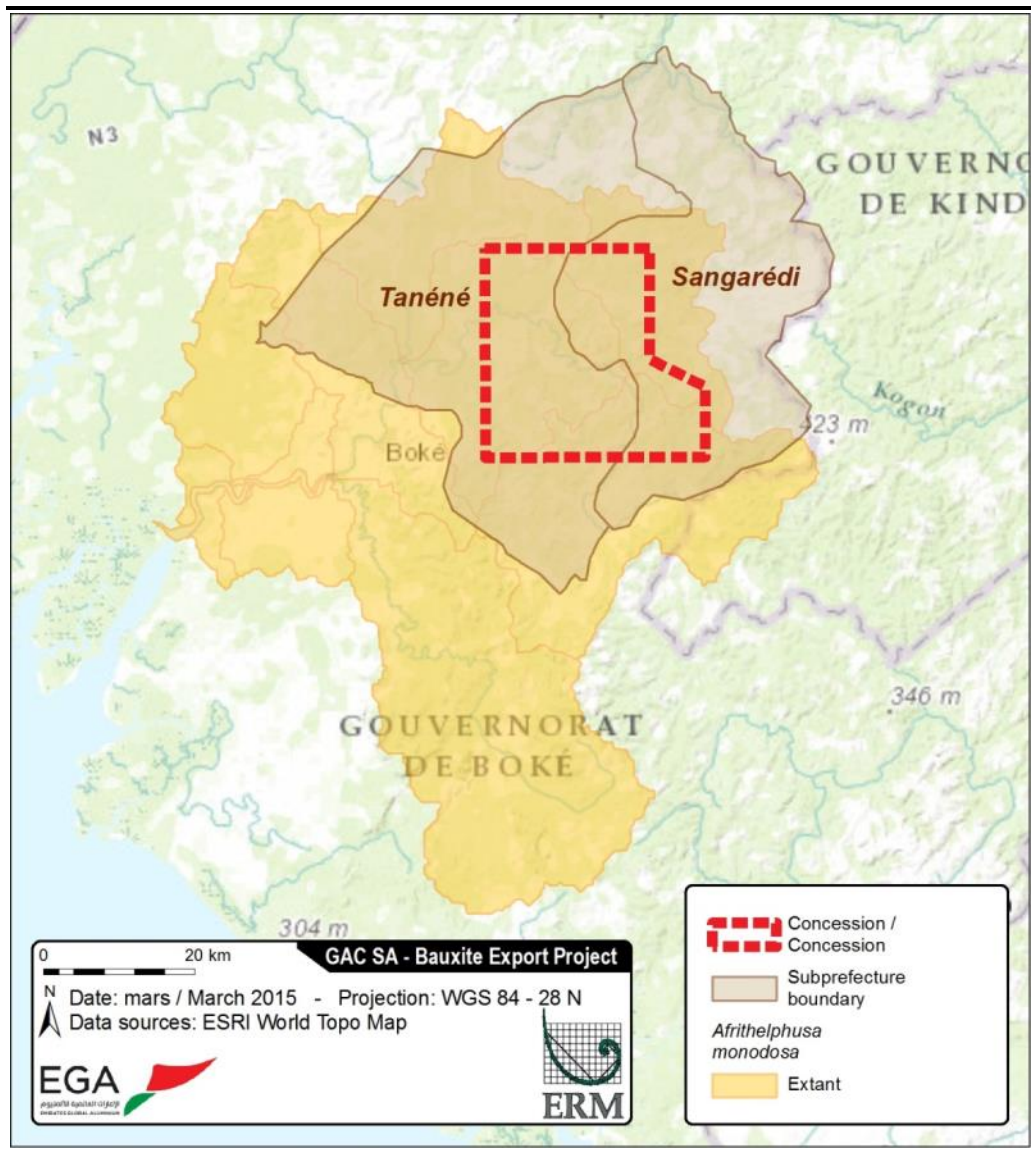 N3
GOUVERNO
DE KIND
Sangarédi
Tanéné
Kogon
423 m
Boké
346 m
GOUVERNORAT
DE BOKÉ
304 m
0 20 km
GAC SA - Bauxite Export Project
N
Date: mars / March 2015 - Projection: WGS 84 - 28 N
Data sources: ESRI World Topo Map
EGA
EMIRATES GLOBAL ALUMINIUM
ERM
Concession /
Concession
Subprefecture
boundary
Afrithelphusa
monodosa
Extant